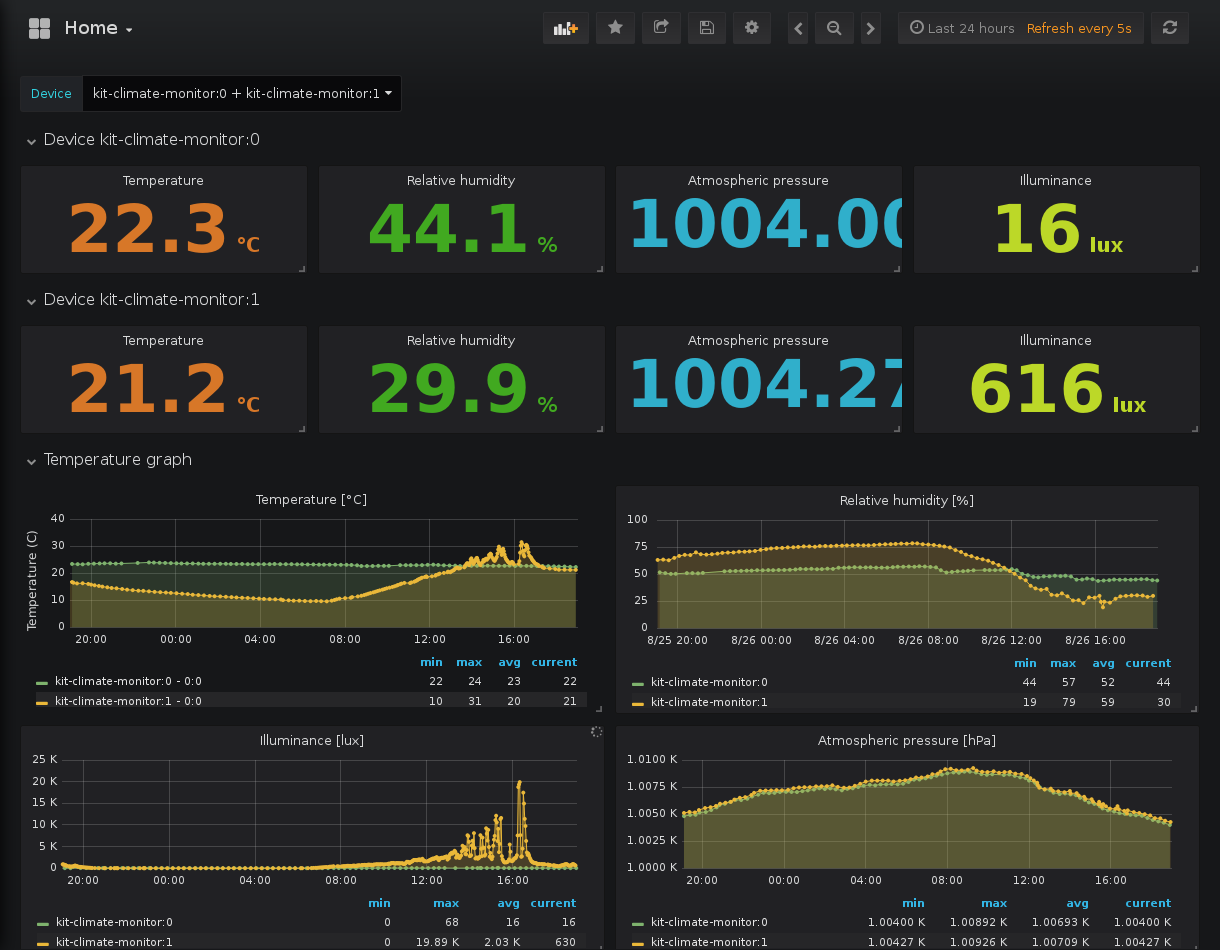 Home
Last 24 hours Refresh every 5s
Device kit-climate-monitor:0 + kit-climate-monitor:1
Device kit-climate-monitor:0
Temperature Relative humidity Atmospheric pressure Illuminance
22.3 °C 44.1 % 1004.00 16 lux
Device kit-climate-monitor:1
Temperature Relative humidity Atmospheric pressure Illuminance
21.2 °C 29.9 % 1004.27 616 lux
Temperature graph
Temperature [°C]
Temperature (C)
40
30
20
10
0
20:00 00:00 04:00 08:00 12:00 16:00
min max avg current
kit-climate-monitor:0 - 0:0 22 24 23 22
kit-climate-monitor:1 - 0:0 10 31 20 21
Relative humidity [%]
100
75
50
25
0
8/25 20:00 8/26 00:00 8/26 04:00 8/26 08:00 8/26 12:00 8/26 16:00
min max avg current
kit-climate-monitor:0 44 57 52 44
kit-climate-monitor:1 19 79 59 30
Illuminance [lux]
25 K
20 K
15 K
10 K
5 K
0
20:00 00:00 04:00 08:00 12:00 16:00
min max avg current
kit-climate-monitor:0 0 68 16 16
kit-climate-monitor:1 0 19.89 K 2.03 K 630
Atmospheric pressure [hPa]
1.0100 K
1.0075 K
1.0050 K
1.0025 K
1.0000 K
20:00 00:00 04:00 08:00 12:00 16:00
min max avg current
kit-climate-monitor:0 1.00400 K 1.00892 K 1.00693 K 1.00400 K
kit-climate-monitor:1 1.00427 K 1.00926 K 1.00709 K 1.00427 K